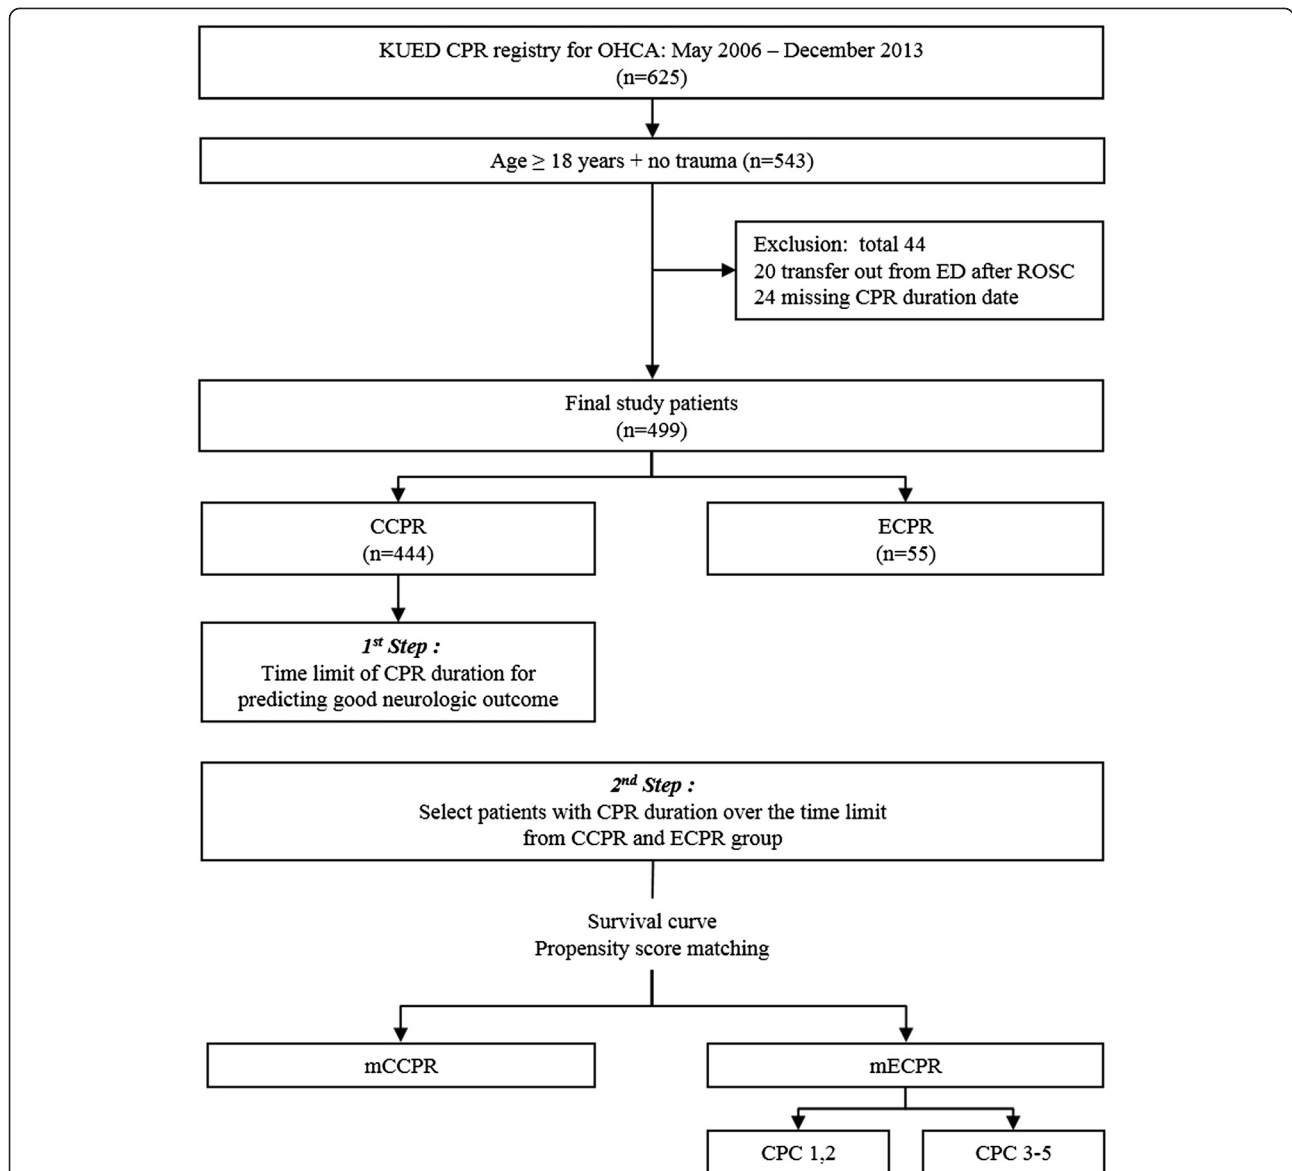 KUED CPR registry for OHCA: May 2006 – December 2013
(n=625)
Age ≥ 18 years + no trauma (n=543)
Exclusion: total 44
20 transfer out from ED after ROSC
24 missing CPR duration date
Final study patients
(n=499)
CCPR
(n=444)
ECPR
(n=55)
1st Step :
Time limit of CPR duration for
predicting good neurologic outcome
2nd Step :
Select patients with CPR duration over the time limit
from CCPR and ECPR group
Survival curve
Propensity score matching
mCCPR
mECPR
CPC 1,2
CPC 3-5